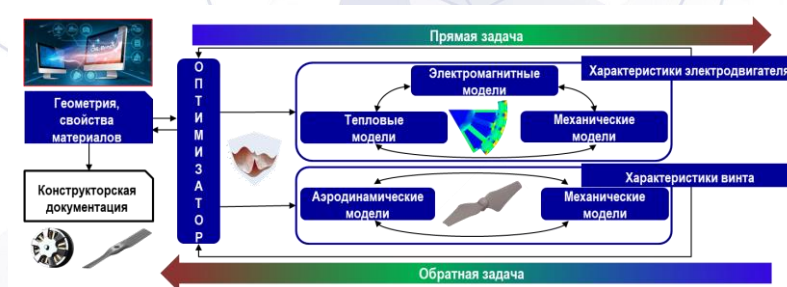 Прямая задача
Электромагнитные
модели
Характеристики электродвигателя
Тепловые
модели
Механические
модели
ОПТИМИЗАТОР
Геометрия,
свойства
материалов
Конструкторская
документация
Характеристики винта
Аэродинамические
модели
Механические
модели
Обратная задача